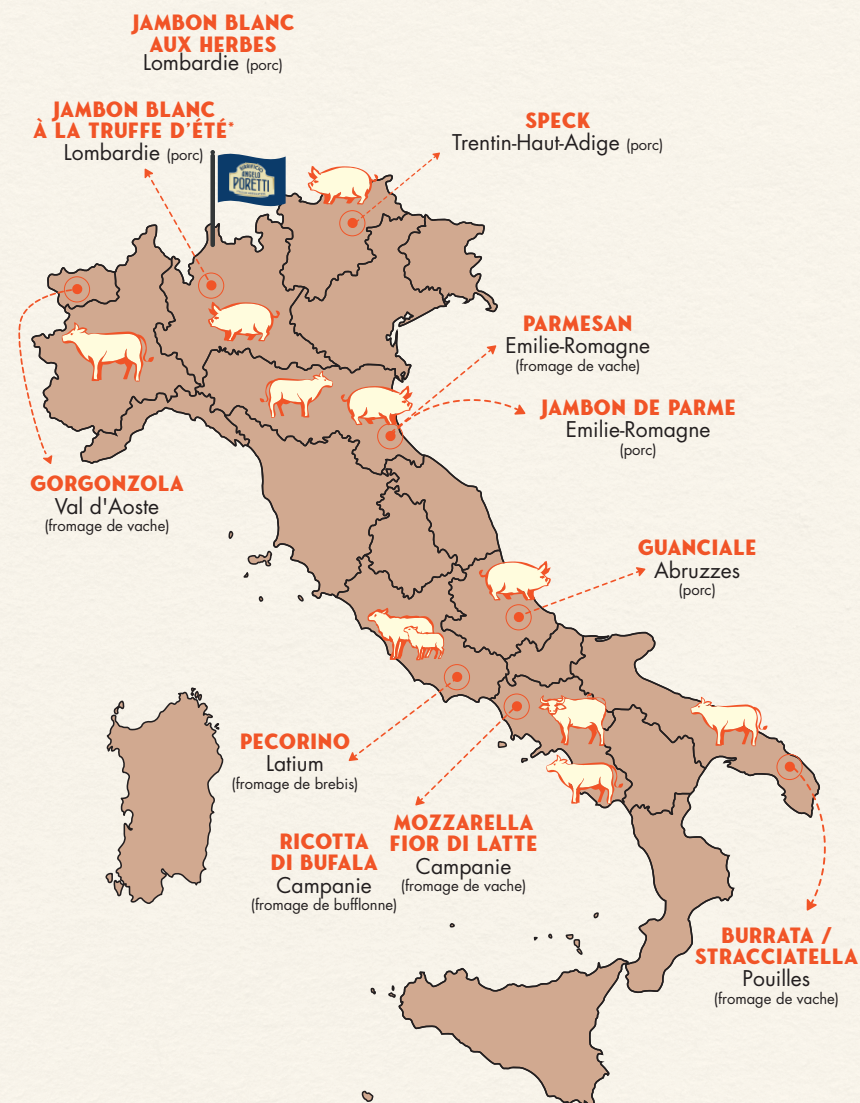 JAMBON BLANC
AUX HERBES
Lombardie (porc)
JAMBON BLANC
À LA TRUFFE D'ÉTÉ*
Lombardie (porc)
ANGELO
PORETTI
SPECK
Trentin-Haut-Adige (porc)
PARMESAN
Emilie-Romagne
(fromage de vache)
JAMBON DE PARME
Emilie-Romagne
(porc)
GORGONZOLA
Val d'Aoste
(fromage de vache)
GUANCIALE
Abruzzes
(porc)
PECORINO
Latium
(fromage de brebis)
MOZZARELLA
FIOR DI LATTE
Campanie
(fromage de vache)
RICOTTA
DI BUFALA
Campanie
(fromage de bufflonne)
BURRATA /
STRACCIATELLA
Pouilles
(fromage de vache)